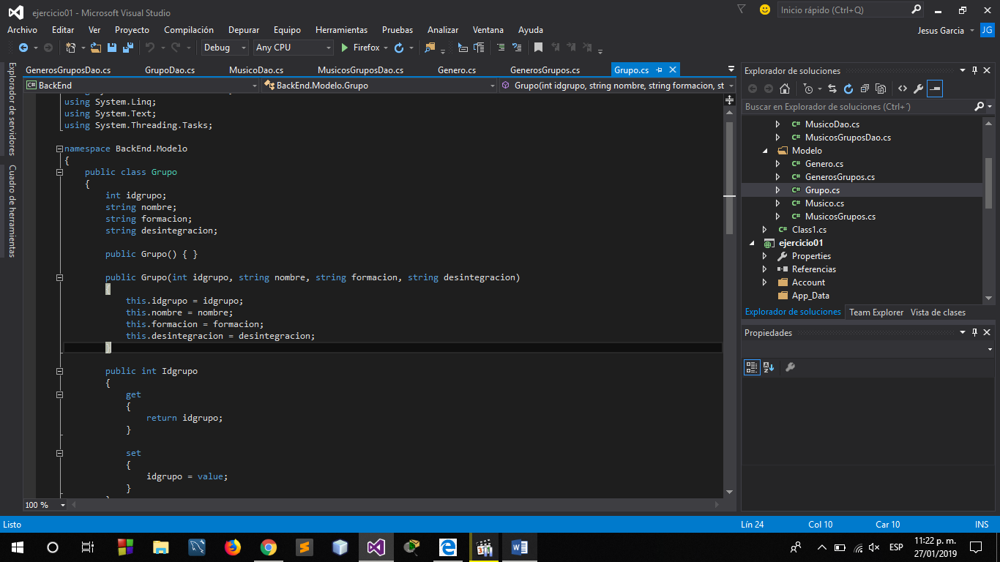 ejercicio01 - Microsoft Visual Studio
Inicio rápido (Ctrl+Q)
Archivo Editar Ver Proyecto Compilación Depurar Equipo Herramientas Pruebas Analizar Ventana Ayuda
Jesus Garcia JG
Debug Any CPU Firefox
GenerosGruposDao.cs GrupoDao.cs MusicoDao.cs MusicosGruposDao.cs Genero.cs GenerosGrupos.cs Grupo.cs
BackEnd BackEnd.Modelo.Grupo Grupo(int idgrupo, string nombre, string formacion, st
Explorador de servidores
Cuadro de herramientas
using System.Linq;
using System.Text;
using System.Threading.Tasks;
namespace BackEnd.Modelo
{
public class Grupo
{
int idgrupo;
string nombre;
string formacion;
string desintegracion;
public Grupo() { }
public Grupo(int idgrupo, string nombre, string formacion, string desintegracion)
{
this.idgrupo = idgrupo;
this.nombre = nombre;
this.formacion = formacion;
this.desintegracion = desintegracion;
}
public int Idgrupo
{
get
{
return idgrupo;
}
set
{
idgrupo = value;
}
100 %
Explorador de soluciones
Buscar en Explorador de soluciones (Ctrl+´)
C# MusicoDao.cs
C# MusicosGruposDao.cs
Modelo
C# Genero.cs
C# GenerosGrupos.cs
C# Grupo.cs
C# Musico.cs
C# MusicosGrupos.cs
C# Class1.cs
ejercicio01
Properties
Referencias
Account
App_Data
Explorador de soluciones Team Explorer Vista de clases
Propiedades
Listo Lín 24 Col 10 Car 10 INS
ESP
11:22 p. m.
27/01/2019